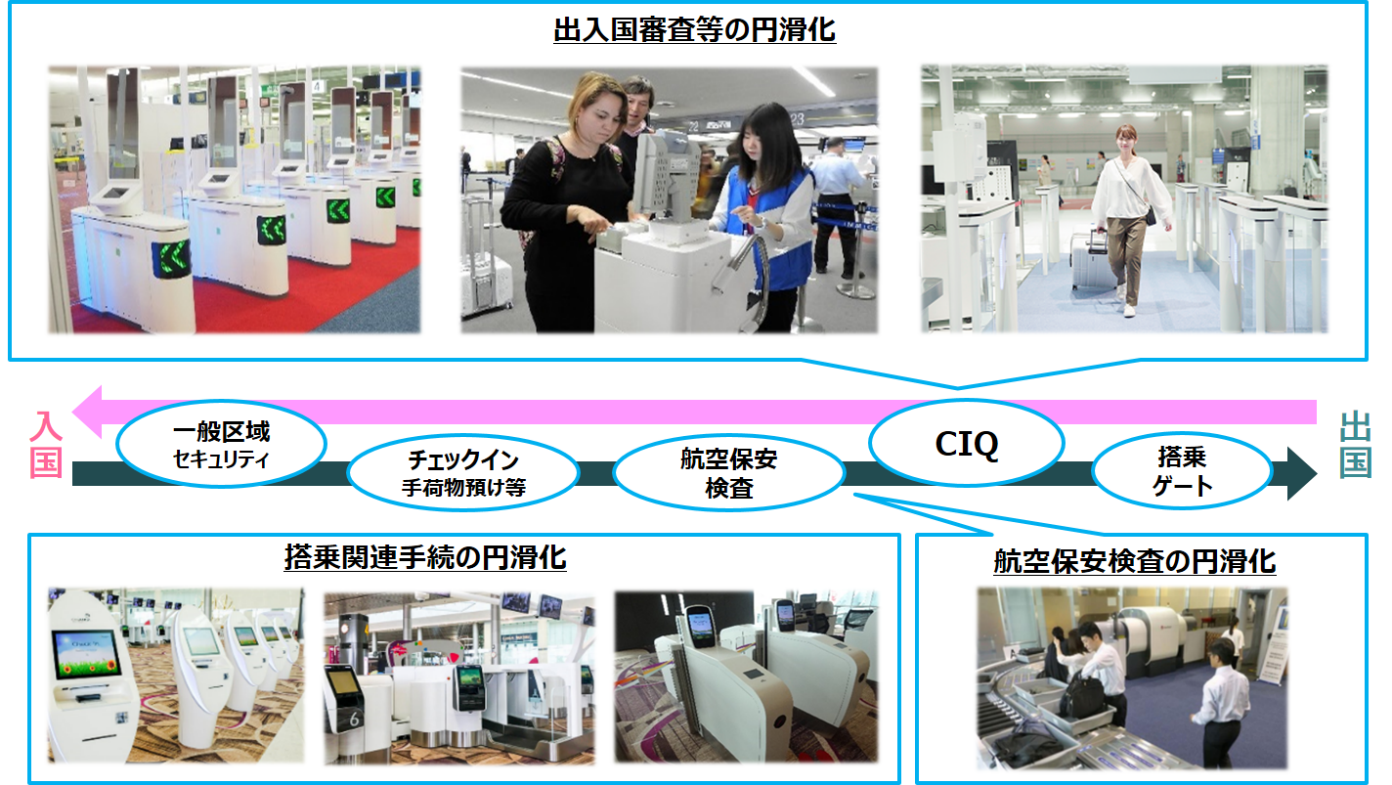 出入国審査等の円滑化
22
23
入国
出国
一般区域
セキュリティ
チェックイン
手荷物預け等
航空保安
検査
CIQ
搭乗
ゲート
搭乗関連手続の円滑化
6
航空保安検査の円滑化
A